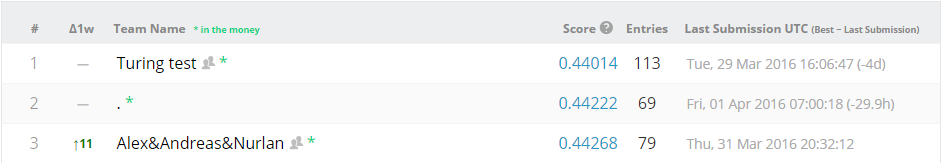 # Δ1w Team Name * in the money Score ? Entries Last Submission UTC (Best − Last Submission)
1 — Turing test * 0.44014 113 Tue, 29 Mar 2016 16:06:47 (-4d)
2 — . * 0.44222 69 Fri, 01 Apr 2016 07:00:18 (-29.9h)
3 ↑11 Alex&Andreas&Nurlan * 0.44268 79 Thu, 31 Mar 2016 20:32:12